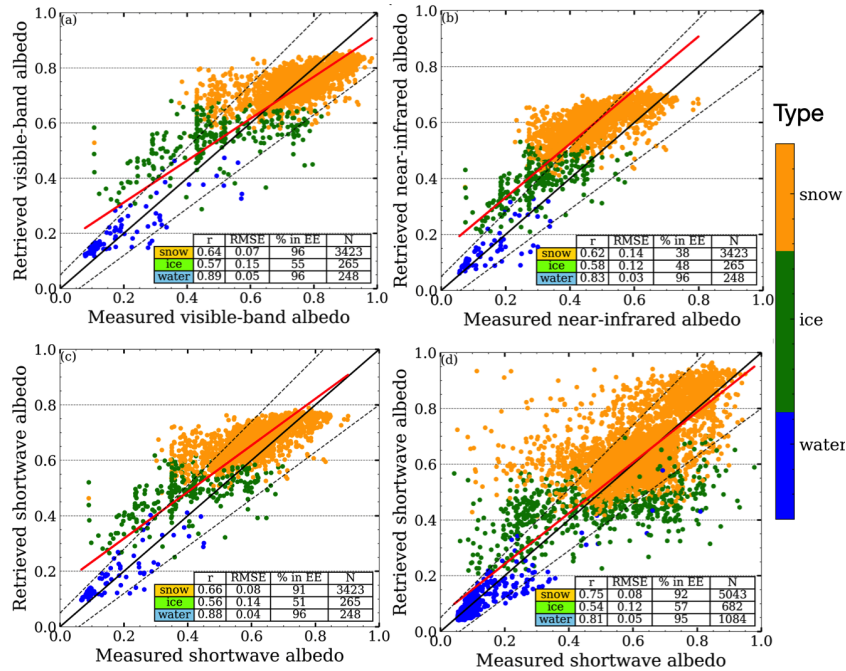 (a)
Retrieved visible-band albedo
1.0
0.8
0.6
0.4
0.2
0.0
r RMSE % in EE N
snow 0.64 0.07 96 3423
ice 0.57 0.15 55 265
water 0.89 0.05 96 248
0.0 0.2 0.4 0.6 0.8 1.0
Measured visible-band albedo
(b)
Retrieved near-infrared albedo
1.0
0.8
0.6
0.4
0.2
0.0
r RMSE % in EE N
snow 0.62 0.14 38 3423
ice 0.58 0.12 48 265
water 0.83 0.03 96 248
0.0 0.2 0.4 0.6 0.8 1.0
Measured near-infrared albedo
Type
snow
ice
water
(c)
Retrieved shortwave albedo
1.0
0.8
0.6
0.4
0.2
0.0
r RMSE % in EE N
snow 0.66 0.08 91 3423
ice 0.56 0.14 51 265
water 0.88 0.04 96 248
0.0 0.2 0.4 0.6 0.8 1.0
Measured shortwave albedo
(d)
Retrieved shortwave albedo
1.0
0.8
0.6
0.4
0.2
0.0
r RMSE % in EE N
snow 0.75 0.08 92 5043
ice 0.54 0.12 57 682
water 0.81 0.05 95 1084
0.0 0.2 0.4 0.6 0.8 1.0
Measured shortwave albedo